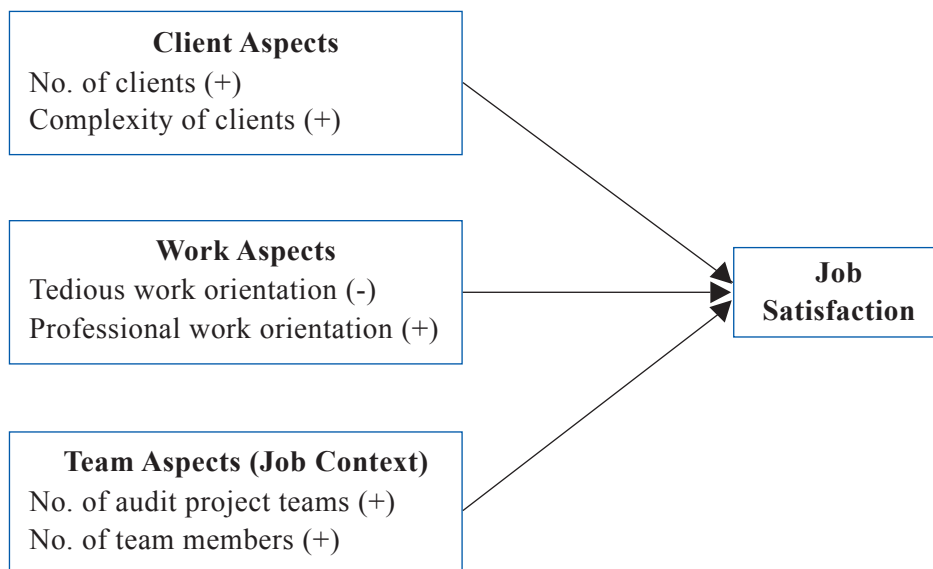 Client Aspects
No. of clients (+)
Complexity of clients (+)
Work Aspects
Tedious work orientation (-)
Professional work orientation (+)
Job
Satisfaction
Team Aspects (Job Context)
No. of audit project teams (+)
No. of team members (+)